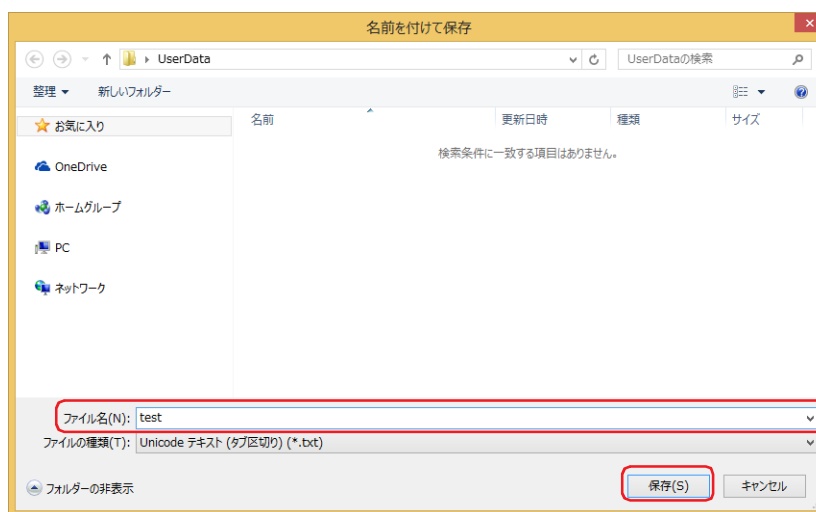 名前を付けて保存
UserData
UserDataの検索
整理 新しいフォルダー
名前 更新日時 種類 サイズ
お気に入り
検索条件に一致する項目はありません。
OneDrive
ホームグループ
PC
ネットワーク
ファイル名(N): test
ファイルの種類(T): Unicode テキスト (タブ区切り) (*.txt)
フォルダーの非表示
保存(S) キャンセル